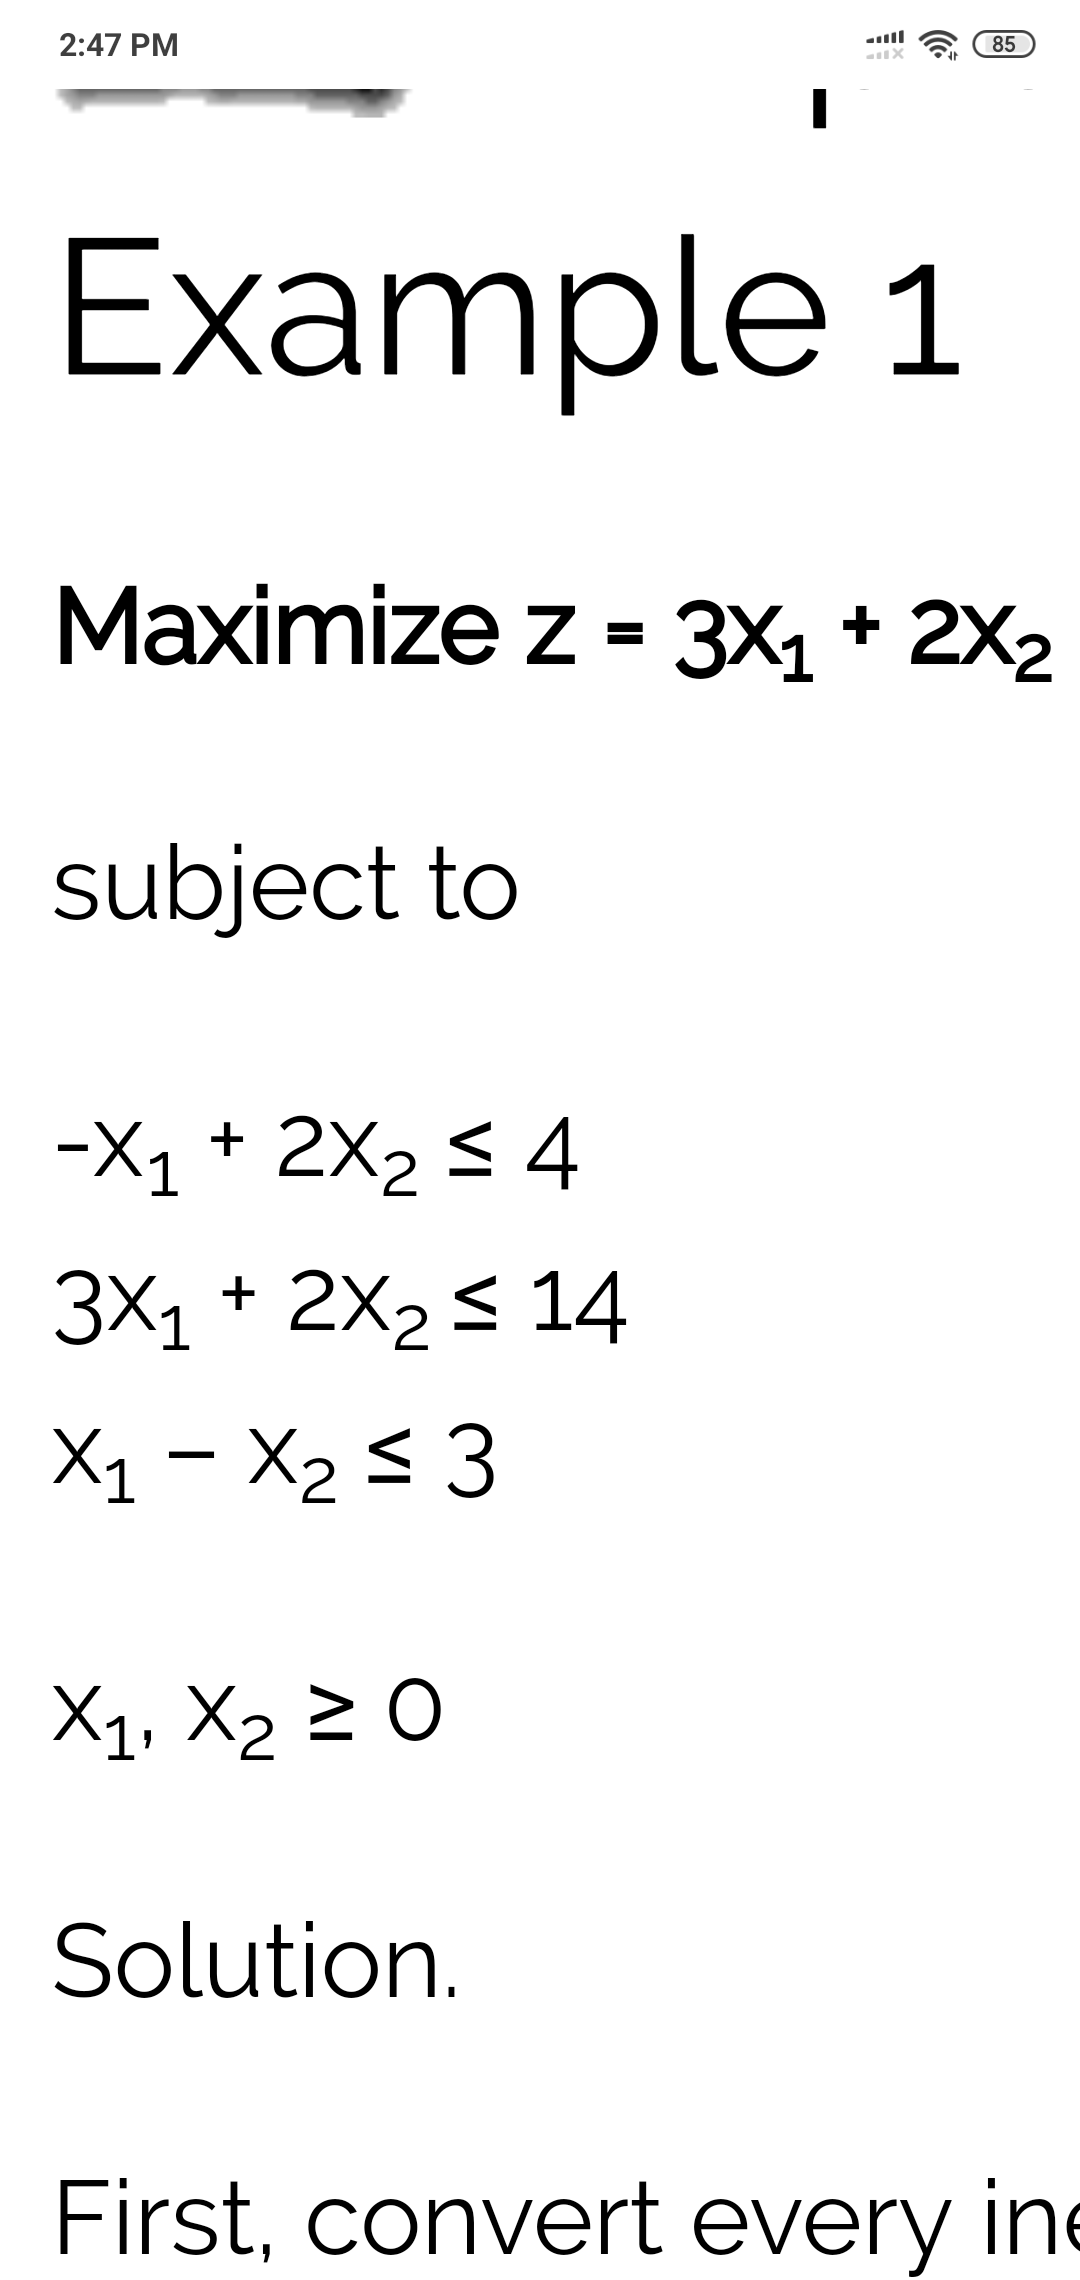 2:47 PM
85
Example 1
Maximize z = 3x₁ + 2x₂
subject to
-x₁ + 2x₂ ≤ 4
3x₁ + 2x₂ ≤ 14
x₁ – x₂ ≤ 3
x₁, x₂ ≥ 0
Solution.
First, convert every